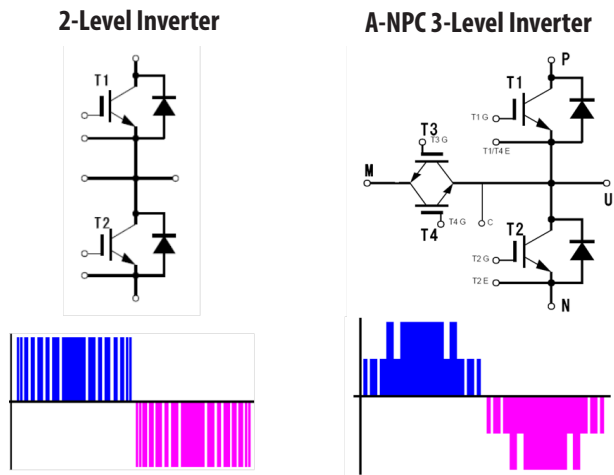 2-Level Inverter
A-NPC 3-Level Inverter
T1
T2
P
T1
T1 G
T1/T4 E
T3
T3 G
M
U
T4
T4 G
C
T2
T2 G
T2 E
N